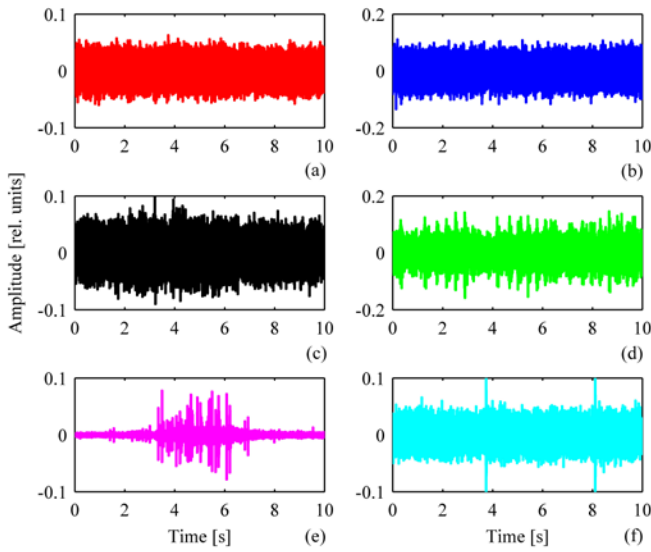 0.1 0.2
0 0
-0.1 -0.2
0 2 4 6 8 10 0 2 4 6 8 10
(a) (b)
Amplitude [rel. units]
0.1 0.2
0 0
-0.1 -0.2
0 2 4 6 8 10 0 2 4 6 8 10
(c) (d)
0.1 0.1
0 0
-0.1 -0.1
0 2 4 6 8 10 0 2 4 6 8 10
Time [s] (e) Time [s] (f)